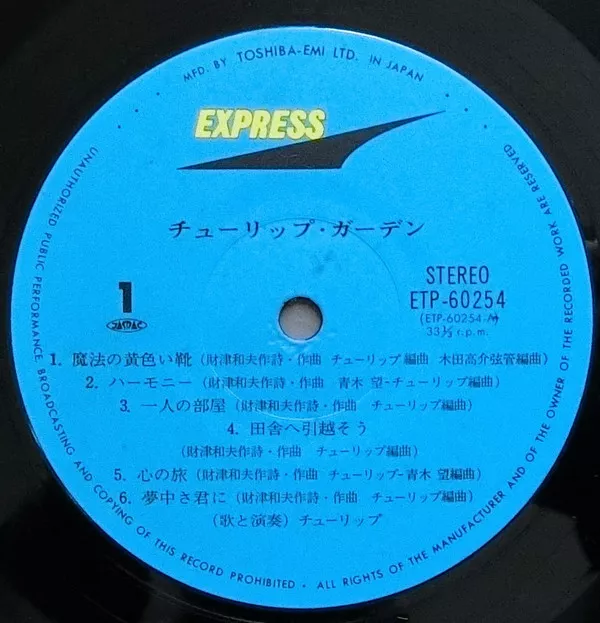 MFD. BY TOSHIBA-EMI LTD. IN JAPAN
EXPRESS
チューリップ・ガーデン
1
JASRAC
STEREO
ETP-60254
(ETP-60254-A)
33⅓ r.p.m.
1. 魔法の黄色い靴 (財津和夫作詩・作曲 チューリップ編曲 木田高介弦管編曲)
2. ハーモニー (財津和夫作詩・作曲 青木 望-チューリップ編曲)
3. 一人の部屋 (財津和夫作詩・作曲 チューリップ編曲)
4. 田舎へ引越そう
(財津和夫作詩・作曲 チューリップ編曲)
5. 心の旅 (財津和夫作詩・作曲 チューリップ-青木 望編曲)
6. 夢中さ君に (財津和夫作詩・作曲 チューリップ編曲)
(歌と演奏) チューリップ
UNAUTHORIZED PUBLIC PERFORMANCE BROADCASTING AND COPYING OF THIS RECORD PROHIBITED · ALL RIGHTS OF THE MANUFACTURER AND OF THE OWNER OF THE RECORDED WORK ARE RESERVED